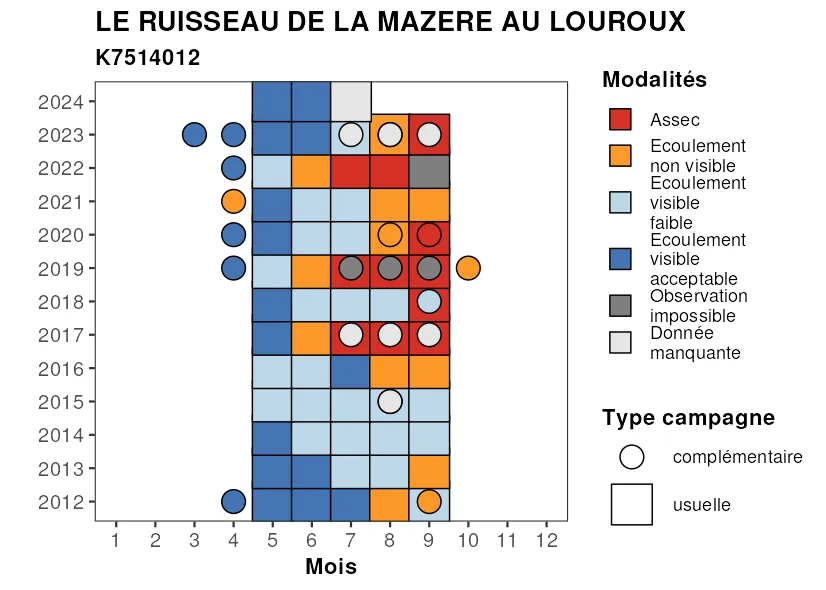 LE RUISSEAU DE LA MAZERE AU LOUROUX
K7514012
2024
2023
2022
2021
2020
2019
2018
2017
2016
2015
2014
2013
2012
1 2 3 4 5 6 7 8 9 10 11 12
Mois
Modalités
Assec
Ecoulement
non visible
Ecoulement
visible
faible
Ecoulement
visible
acceptable
Observation
impossible
Donnée
manquante
Type campagne
complémentaire
usuelle